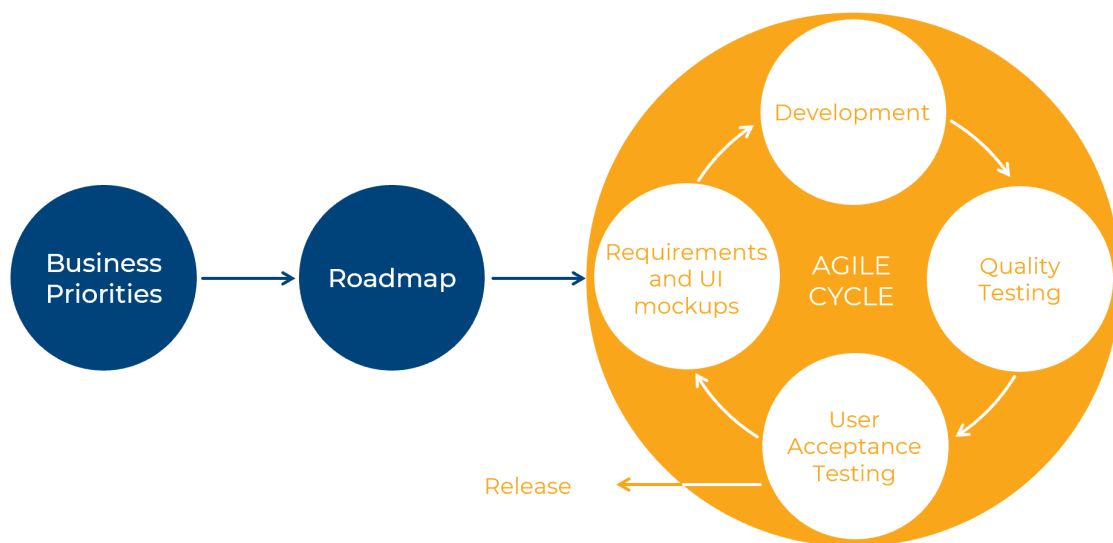 Business
Priorities
Roadmap
Requirements
and UI
mockups
Development
AGILE
CYCLE
Quality
Testing
User
Acceptance
Testing
Release